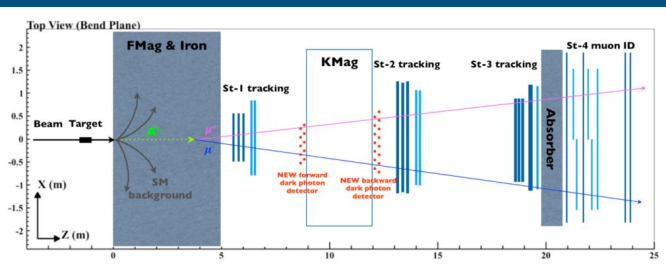 Top View (Bend Plane)
FMag & Iron
KMag
St-1 tracking
St-2 tracking
St-3 tracking
St-4 muon ID
Beam Target
SM
background
NEW forward
dark photon
detector
NEW backward
dark photon
detector
Absorber
X (m)
Z (m)
2
1.5
1
0.5
0
-0.5
-1
-1.5
-2
0
5
10
15
20
25